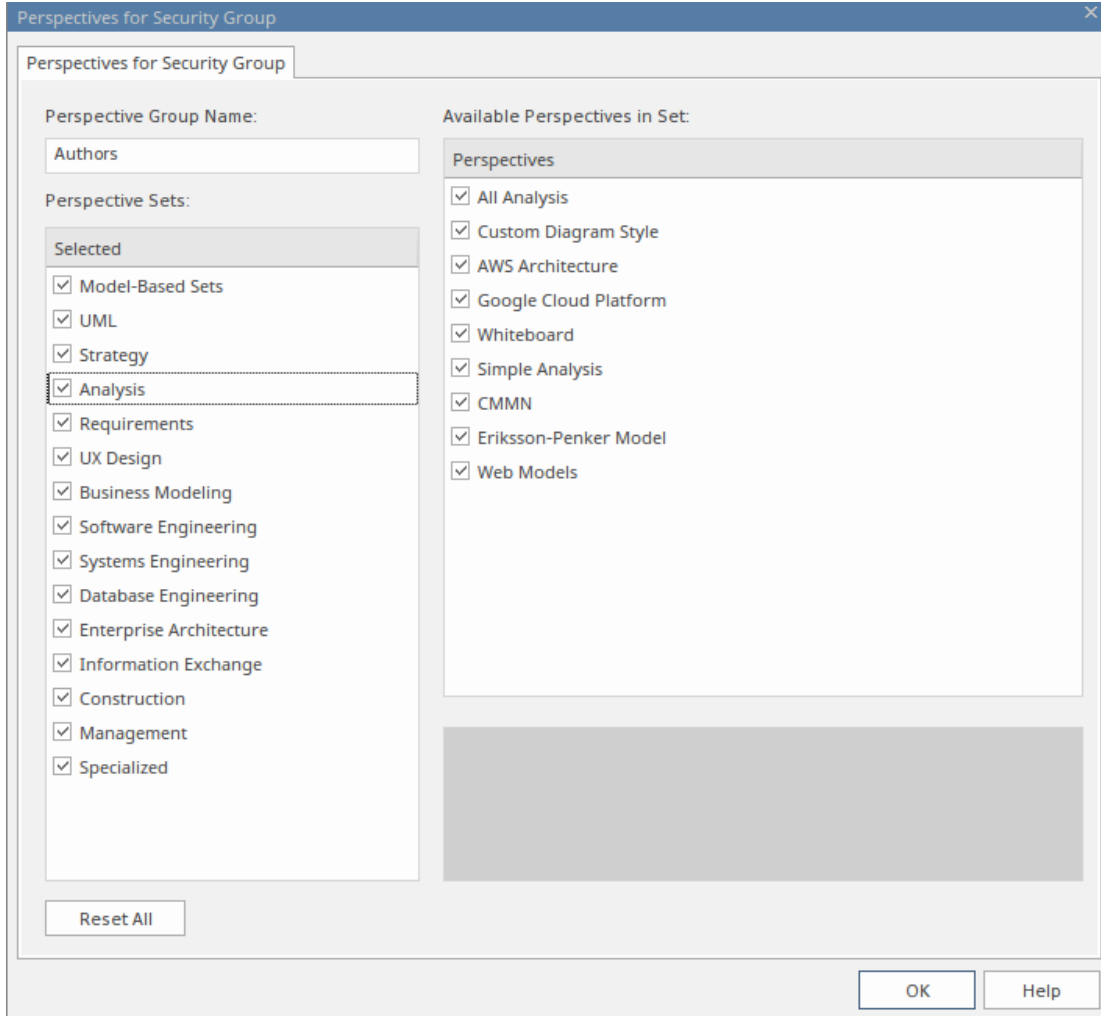 Perspectives for Security Group
Perspectives for Security Group
Perspective Group Name:
Authors
Perspective Sets:
Selected
Model-Based Sets
UML
Strategy
Analysis
Requirements
UX Design
Business Modeling
Software Engineering
Systems Engineering
Database Engineering
Enterprise Architecture
Information Exchange
Construction
Management
Specialized
Reset All
Available Perspectives in Set:
Perspectives
All Analysis
Custom Diagram Style
AWS Architecture
Google Cloud Platform
Whiteboard
Simple Analysis
CMMN
Eriksson-Penker Model
Web Models
OK
Help